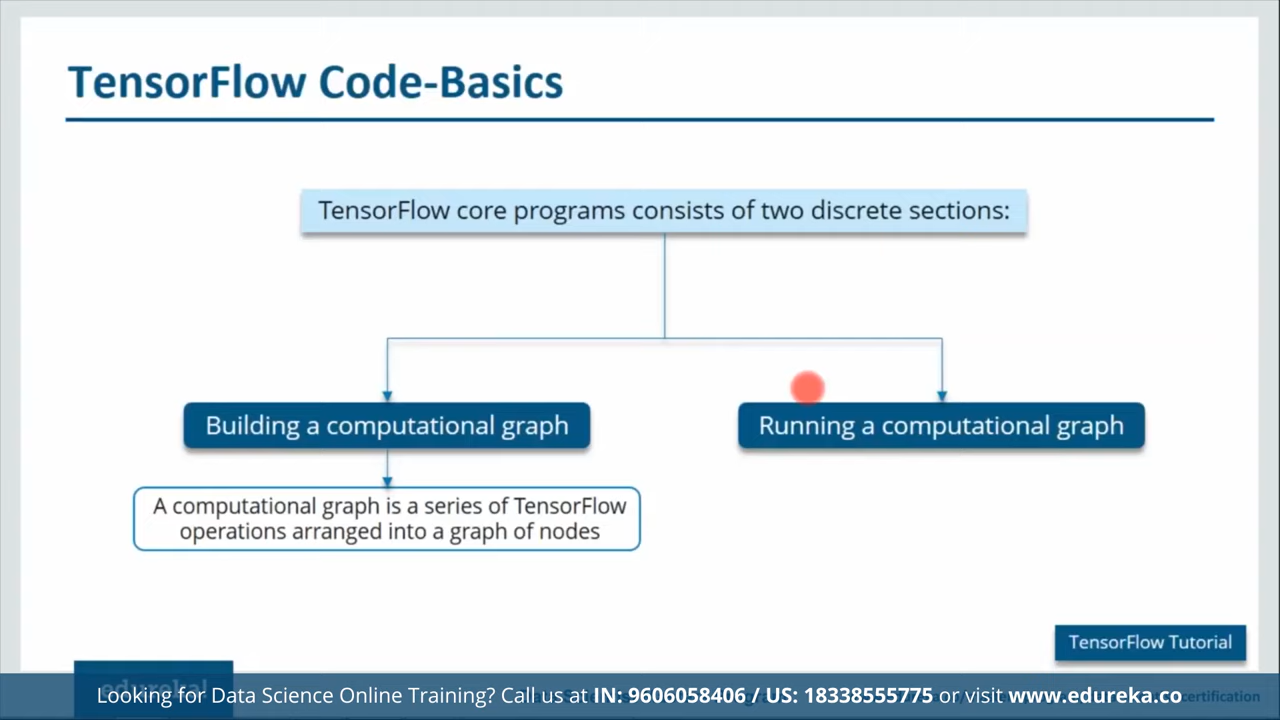 TensorFlow Code-Basics
TensorFlow core programs consists of two discrete sections:
Building a computational graph
Running a computational graph
A computational graph is a series of TensorFlow
operations arranged into a graph of nodes
TensorFlow Tutorial
edureka!
Looking for Data Science Online Training? Call us at IN: 9606058406 / US: 18338555775 or visit www.edureka.co
certification